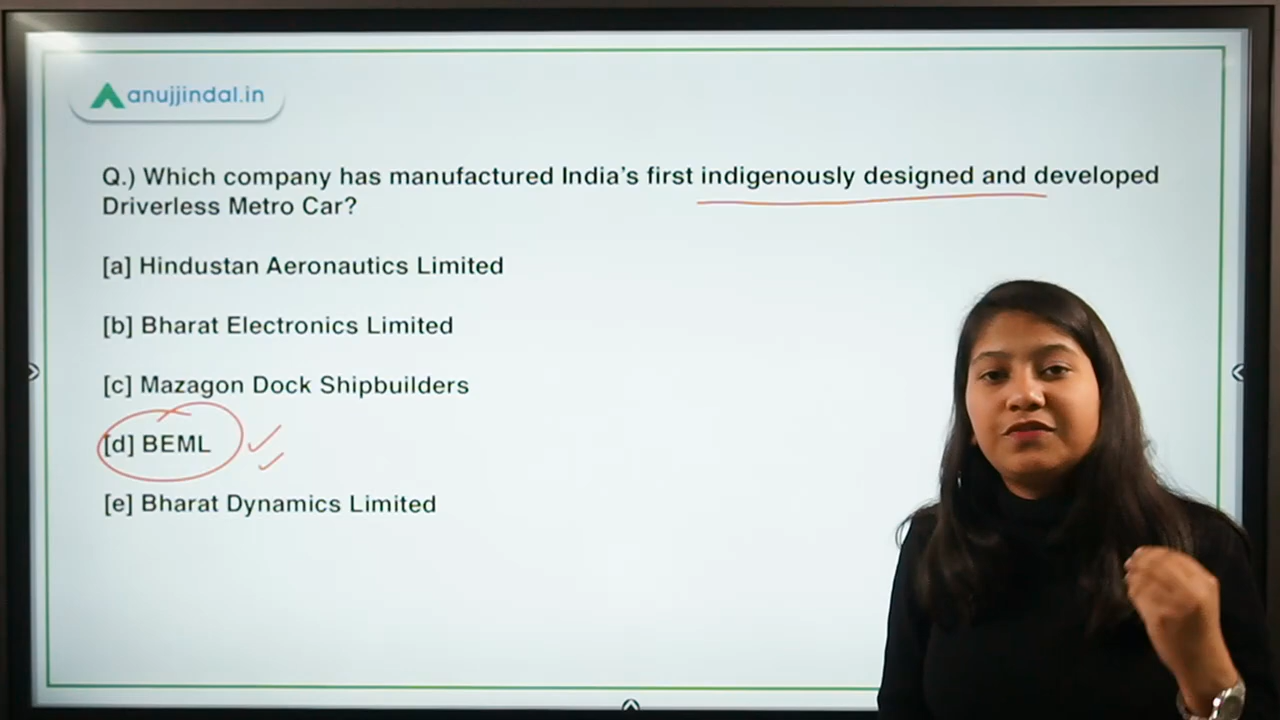 anujjindal.in
Q.) Which company has manufactured India's first indigenously designed and developed
Driverless Metro Car?
[a] Hindustan Aeronautics Limited
[b] Bharat Electronics Limited
[c] Mazagon Dock Shipbuilders
[d] BEML
[e] Bharat Dynamics Limited